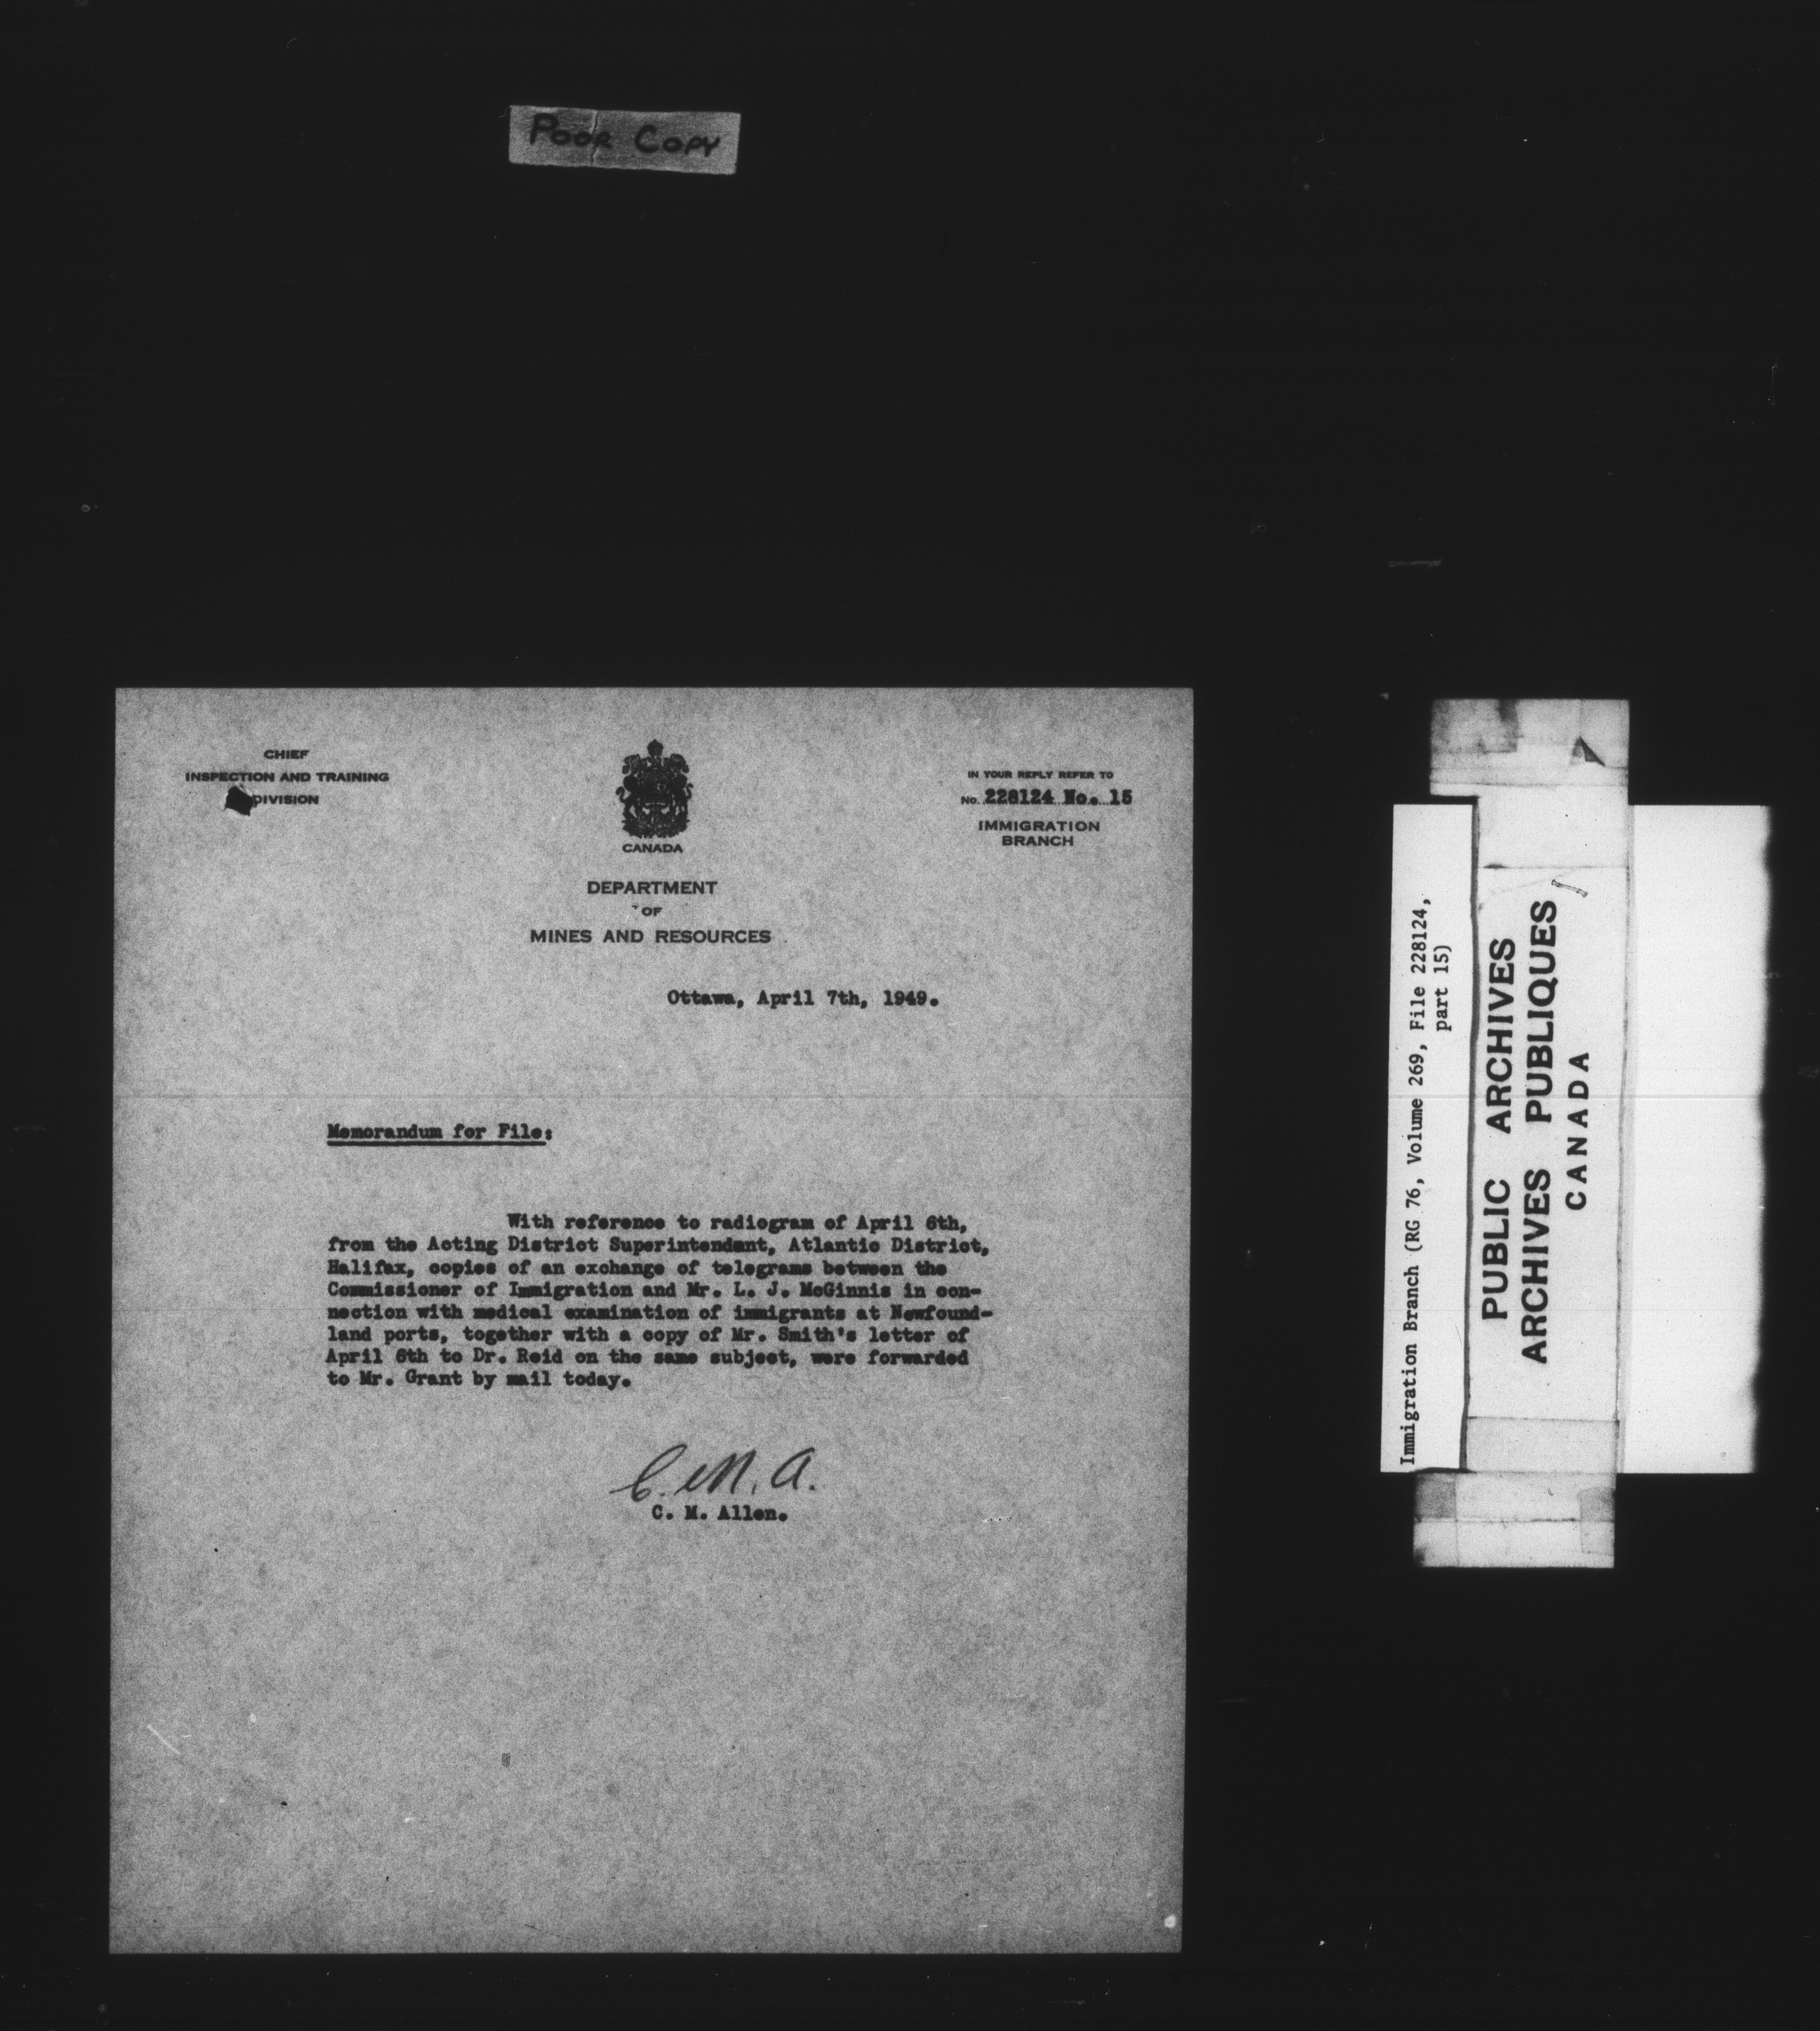 POOR COPY
CHIEF
INSPECTION AND TRAINING
DIVISION
CANADA
IN YOUR REPLY REFER TO
No. 228124 No. 15
IMMIGRATION
BRANCH
DEPARTMENT
OF
MINES AND RESOURCES
Ottawa, April 7th, 1949.
Memorandum for File:
With reference to radiogram of April 6th,
from the Acting District Superintendent, Atlantic District,
Halifax, copies of an exchange of telegrams between the
Commissioner of Immigration and Mr. L. J. McGinnis in con-
nection with medical examination of immigrants at Newfound-
land ports, together with a copy of Mr. Smith's letter of
April 6th to Dr. Reid on the same subject, were forwarded
to Mr. Grant by mail today.
C. M. A.
C. M. Allen.
Immigration Branch (RG 76, Volume 269, File 228124,
part 15)
PUBLIC ARCHIVES
ARCHIVES PUBLIQUES
CANADA